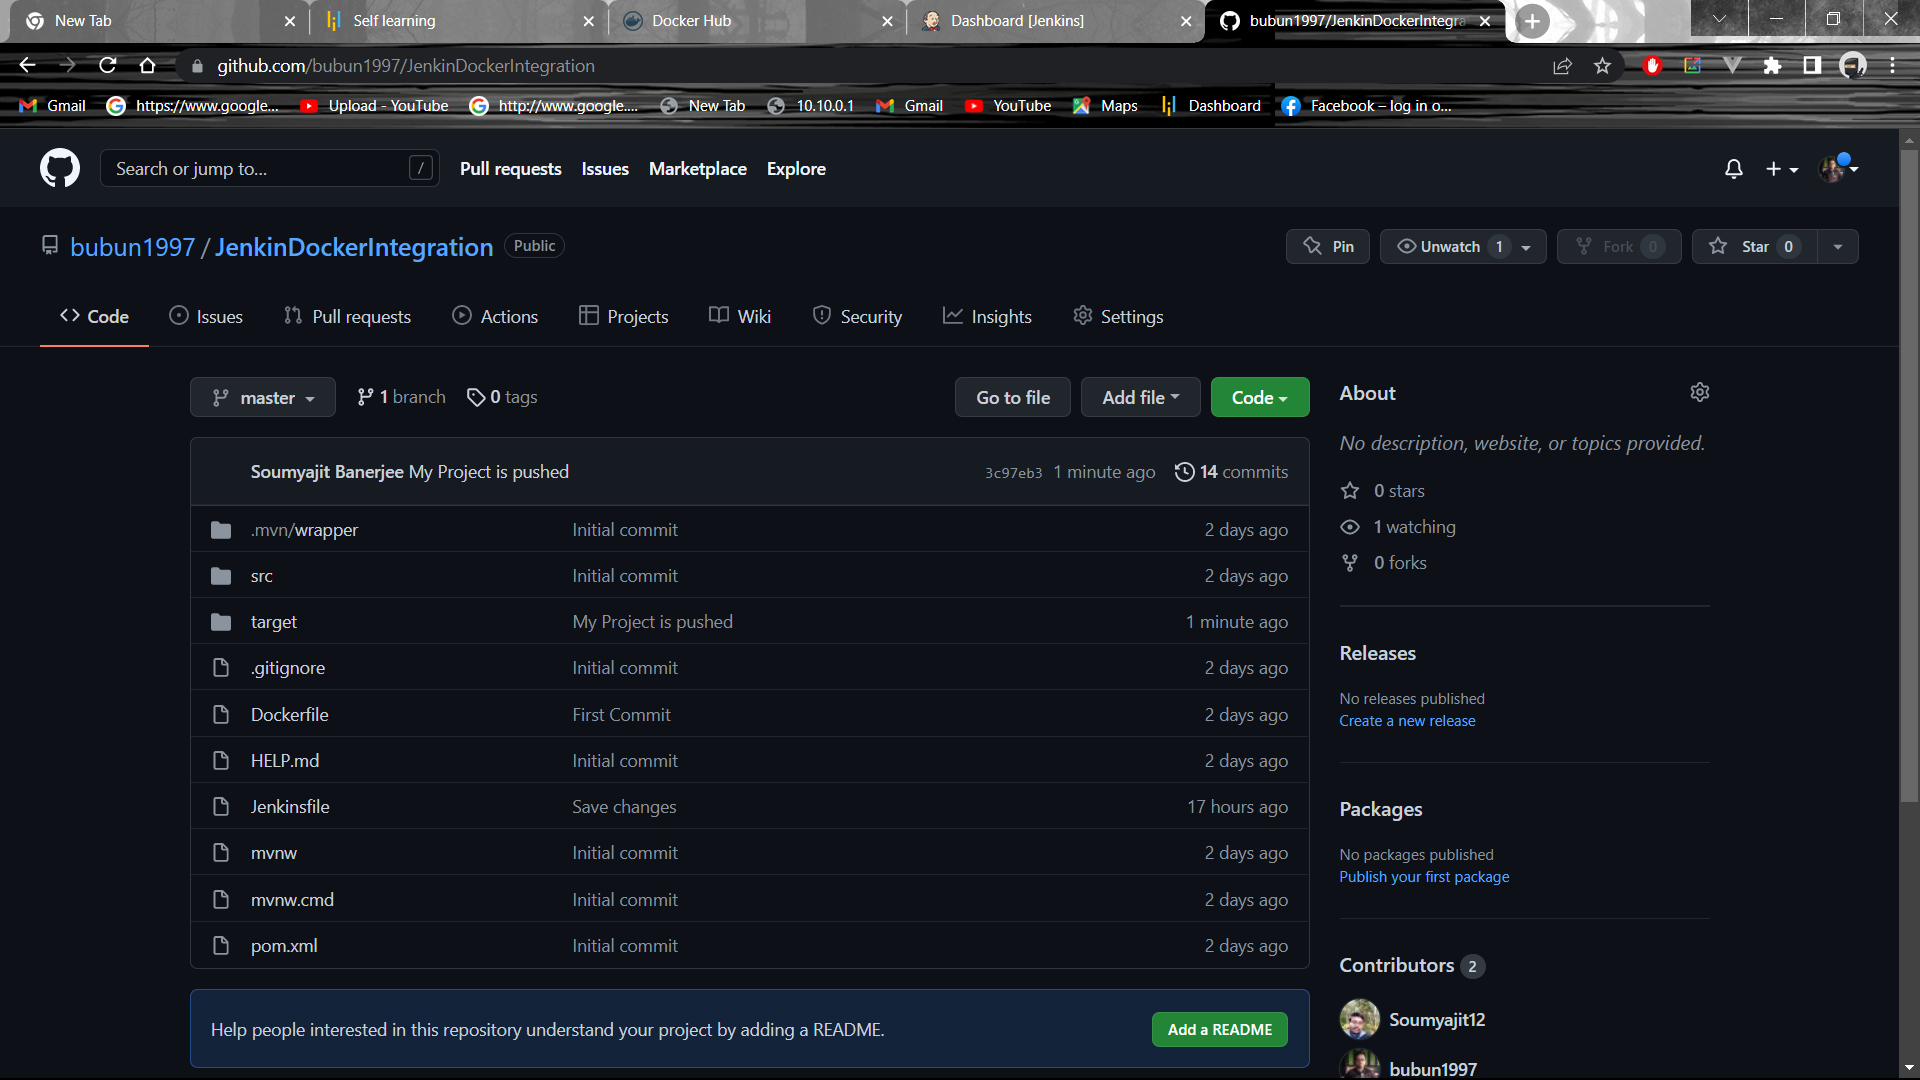 New Tab
Self learning
Docker Hub
Dashboard [Jenkins]
bubun1997/JenkinDockerIntegra
github.com/bubun1997/JenkinDockerIntegration
Gmail
https://www.google...
Upload - YouTube
http://www.google....
New Tab
10.10.0.1
Gmail
YouTube
Maps
Dashboard
Facebook – log in o...
Search or jump to...
/
Pull requests
Issues
Marketplace
Explore
bubun1997 / JenkinDockerIntegration
Public
Pin
Unwatch 1
Fork 0
Star 0
Code
Issues
Pull requests
Actions
Projects
Wiki
Security
Insights
Settings
master
1 branch
0 tags
Go to file
Add file
Code
Soumyajit Banerjee My Project is pushed
3c97eb3 1 minute ago
14 commits
.mvn/wrapper Initial commit 2 days ago
src Initial commit 2 days ago
target My Project is pushed 1 minute ago
.gitignore Initial commit 2 days ago
Dockerfile First Commit 2 days ago
HELP.md Initial commit 2 days ago
Jenkinsfile Save changes 17 hours ago
mvnw Initial commit 2 days ago
mvnw.cmd Initial commit 2 days ago
pom.xml Initial commit 2 days ago
Help people interested in this repository understand your project by adding a README.
Add a README
About
No description, website, or topics provided.
0 stars
1 watching
0 forks
Releases
No releases published
Create a new release
Packages
No packages published
Publish your first package
Contributors 2
Soumyajit12
bubun1997